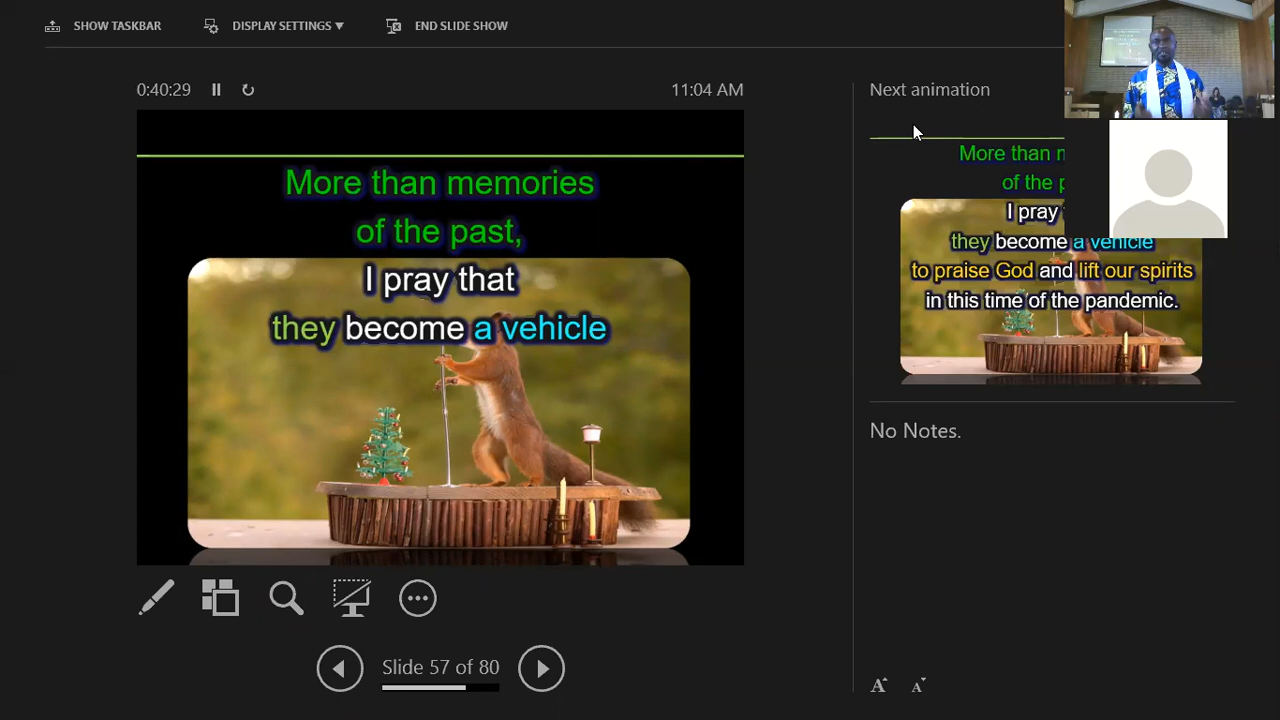 SHOW TASKBAR
DISPLAY SETTINGS
END SLIDE SHOW
0:40:29
11:04 AM
More than memories
of the past,
I pray that
they become a vehicle
Next animation
More than
of the
I pray
they become a vehicle
to praise God and lift our spirits
in this time of the pandemic.
No Notes.
Slide 57 of 80
A
A